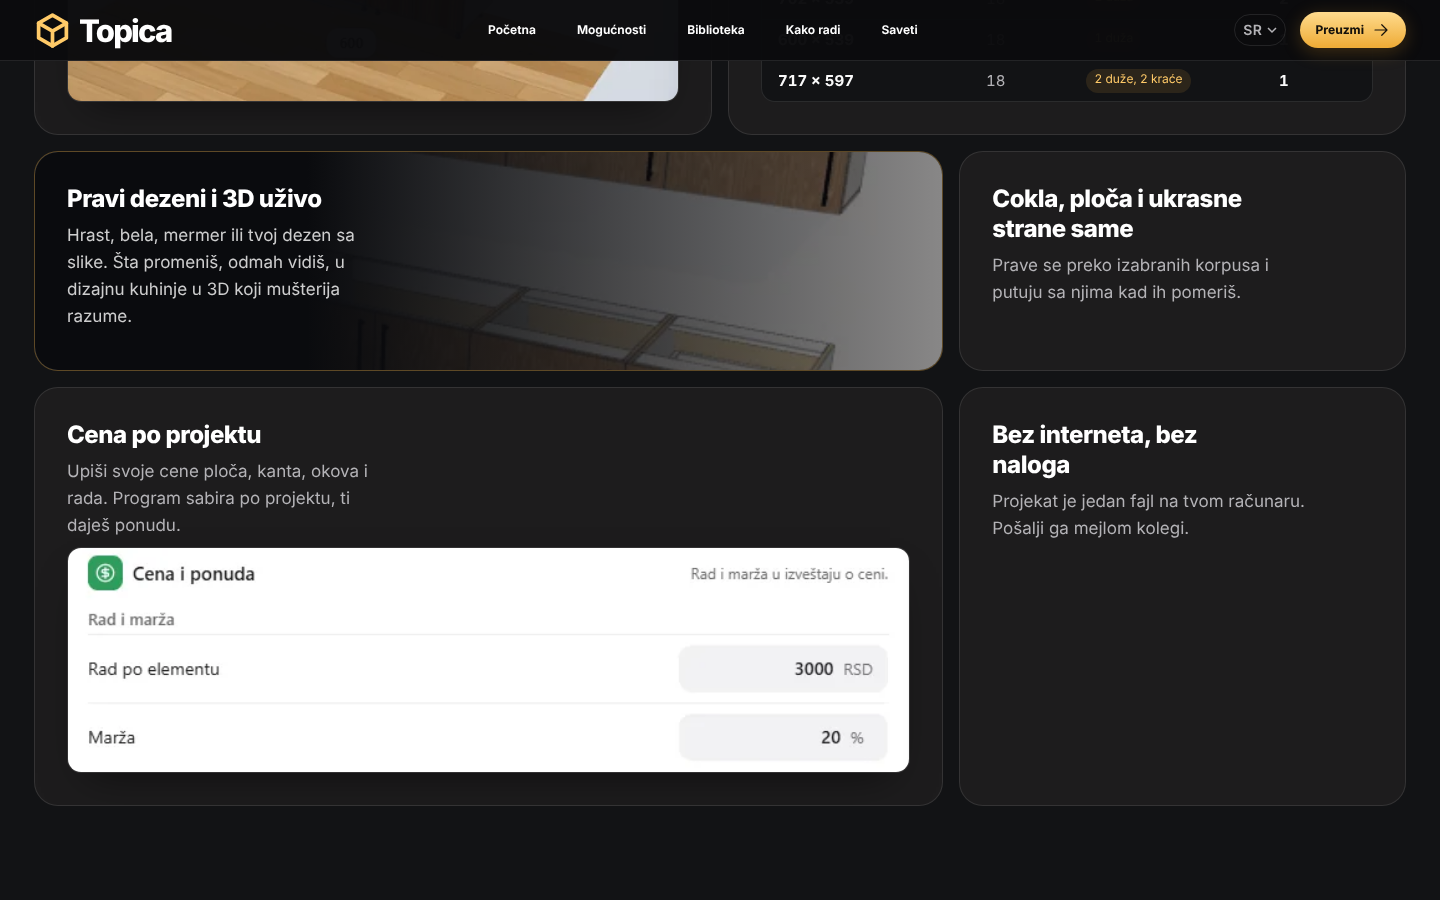 Topica
Početna
Mogućnosti
Biblioteka
Kako radi
Saveti
SR
Preuzmi
717 × 597
18
2 duže, 2 kraće
1
Pravi dezeni i 3D uživo
Hrast, bela, mermer ili tvoj dezen sa
slike. Šta promeniš, odmah vidiš, u
dizajnu kuhinje u 3D koji mušterija
razume.
Cokla, ploča i ukrasne
strane same
Prave se preko izabranih korpusa i
putuju sa njima kad ih pomeriš.
Cena po projektu
Upiši svoje cene ploča, kanta, okova i
rada. Program sabira po projektu, ti
daješ ponudu.
Cena i ponuda
Rad i marža u izveštaju o ceni.
Rad i marža
Rad po elementu
3000 RSD
Marža
20 %
Bez interneta, bez
naloga
Projekat je jedan fajl na tvom računaru.
Pošalji ga mejlom kolegi.